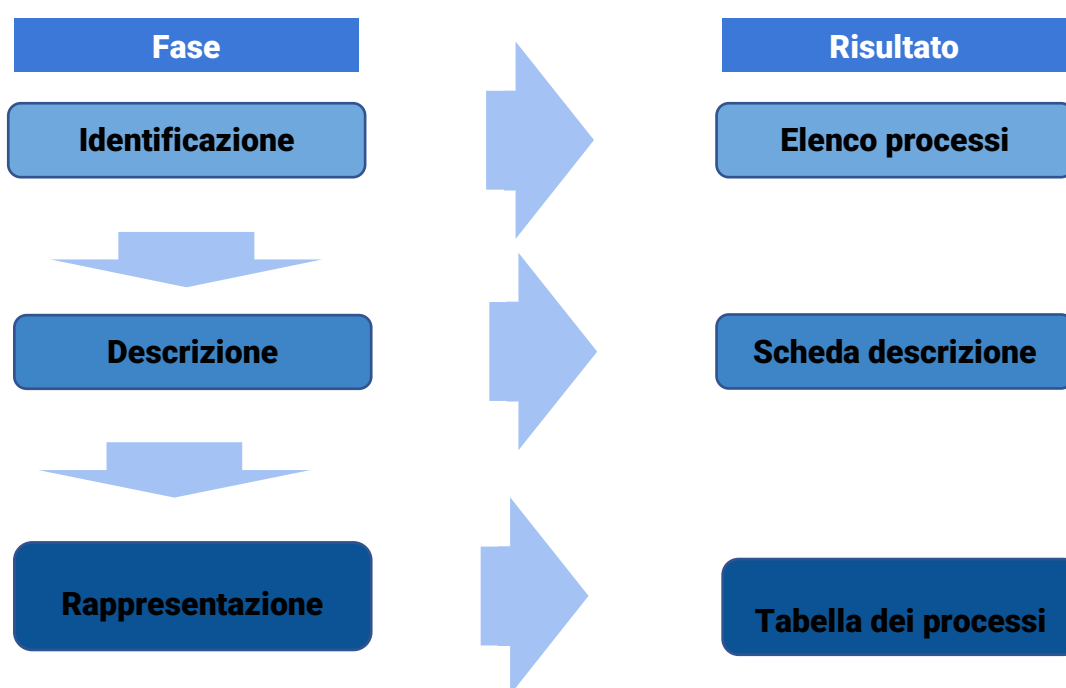 Fase
Risultato
Identificazione
Elenco processi
Descrizione
Scheda descrizione
Rappresentazione
Tabella dei processi